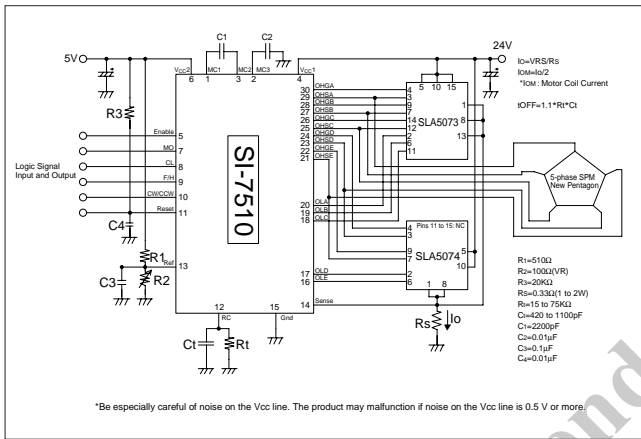 5V
24V
C1
C2
VCC2
MC1
MC2
MC3
VCC1
6
1
3
2
4
*
*
IO=VRS/RS
IOM=IO/2
*IOM : Motor Coil Current
tOFF=1.1*Rt*Ct
R3
Logic Signal
Input and Output
Enable 5
MO 7
CL 8
F/H 9
CW/CCW 10
Reset 11
Ref 13
SI-7510
30 OHGA
29 OHSA
28 OHGB
27 OHSB
26 OHGC
25 OHSC
24 OHGD
23 OHSD
22 OHGE
21 OHSE
20 OLA
19 OLB
18 OLC
17 OLD
16 OLE
14 Sense
5 10 15
4
3
9
7
14
12
2
6
11
1
8
13
SLA5073
5-phase SPM
New Pentagon
Pins 11 to 15: NC
4
3
9
7
2
6
5
10
1 8
SLA5074
C4
R1
R2
C3
12
RC
15
Gnd
Ct
Rt
Rs
Io
R1=510Ω
R2=100Ω(VR)
R3=20KΩ
RS=0.33Ω(1 to 2W)
Rt=15 to 75KΩ
Ct=420 to 1100pF
C1=2200pF
C2=0.01µF
C3=0.1µF
C4=0.01µF
*Be especially careful of noise on the Vcc line. The product may malfunction if noise on the Vcc line is 0.5 V or more.